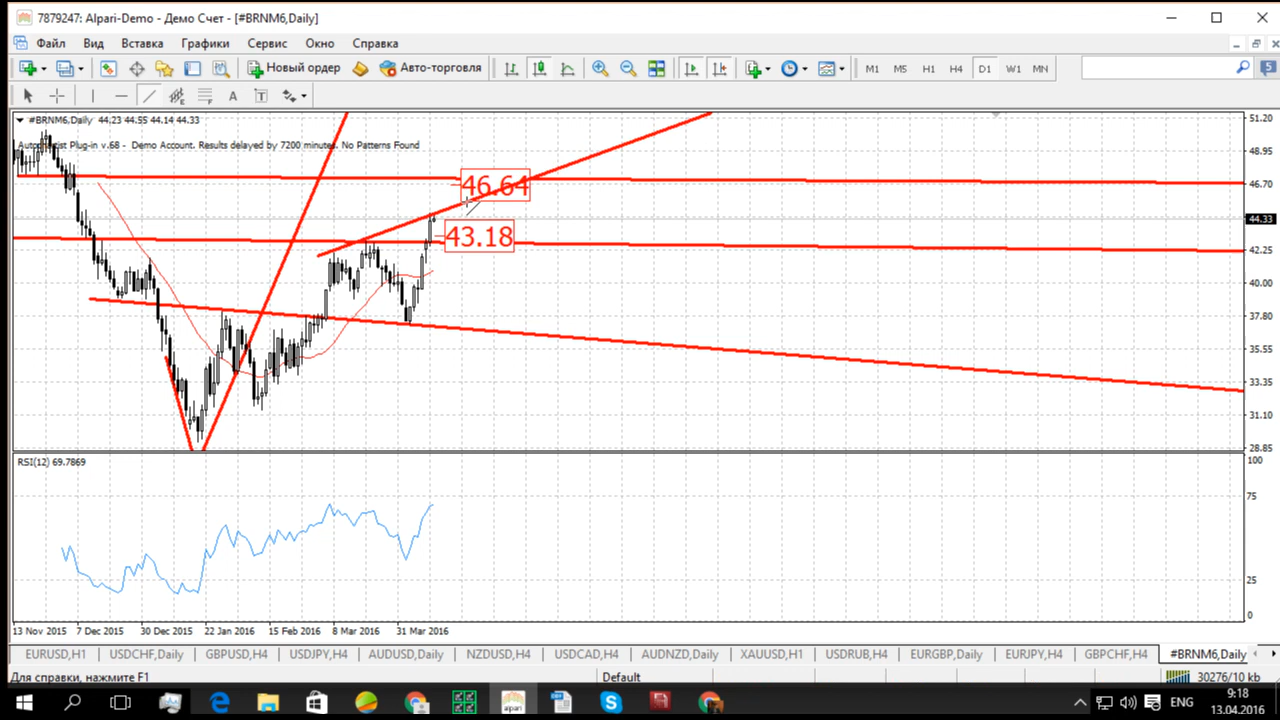 7879247: Alpari-Demo - Демо Счет - [#BRNM6,Daily]
Файл Вид Вставка Графики Сервис Окно Справка
Новый ордер Авто-торговля M1 M5 H1 H4 D1 W1 MN 5
A T
#BRNM6,Daily 44.23 44.55 44.14 44.33
Autochartist Plug-in v.68 - Demo Account. Results delayed by 7200 minutes. No Patterns Found
46.64
43.18
51.20
48.95
46.70
44.33
42.25
40.00
37.80
35.55
33.35
31.10
28.85
RSI(12) 69.7869
100
75
25
0
13 Nov 2015 7 Dec 2015 30 Dec 2015 22 Jan 2016 15 Feb 2016 8 Mar 2016 31 Mar 2016
EURUSD,H1 USDCHF,Daily GBPUSD,H4 USDJPY,H4 AUDUSD,Daily NZDUSD,H4 USDCAD,H4 AUDNZD,Daily XAUUSD,H1 USDRUB,H4 EURGBP,Daily EURJPY,H4 GBPCHF,H4 #BRNM6,Daily
Для справки, нажмите F1 Default 30276/10 kb
alpari ENG 9:18
13.04.2016